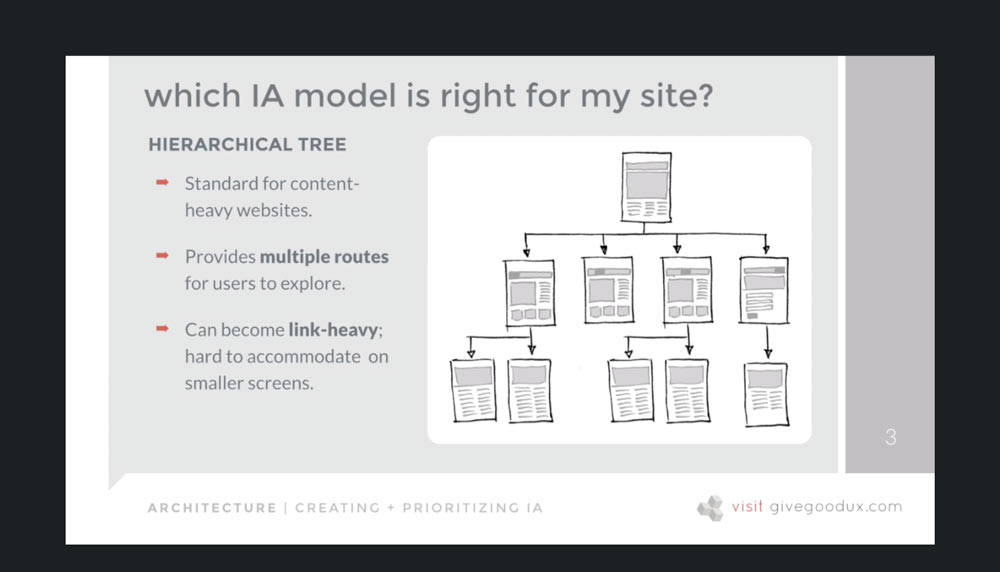 which IA model is right for my site?
HIERARCHICAL TREE
Standard for content-
heavy websites.
Provides multiple routes
for users to explore.
Can become link-heavy;
hard to accommodate on
smaller screens.
3
ARCHITECTURE | CREATING + PRIORITIZING IA
visit givegoodux.com